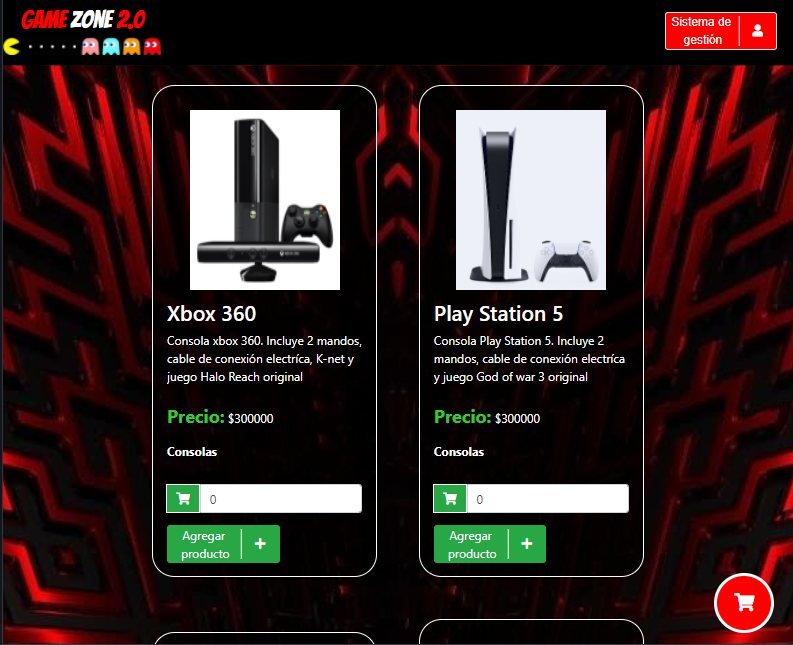 GAME ZONE 2.0
Sistema de
gestión
Xbox 360
Consola xbox 360. Incluye 2 mandos,
cable de conexión electríca, K-net y
juego Halo Reach original
Precio: $300000
Consolas
0
Agregar
producto
Play Station 5
Consola Play Station 5. Incluye 2
mandos, cable de conexión electríca
y juego God of war 3 original
Precio: $300000
Consolas
0
Agregar
producto